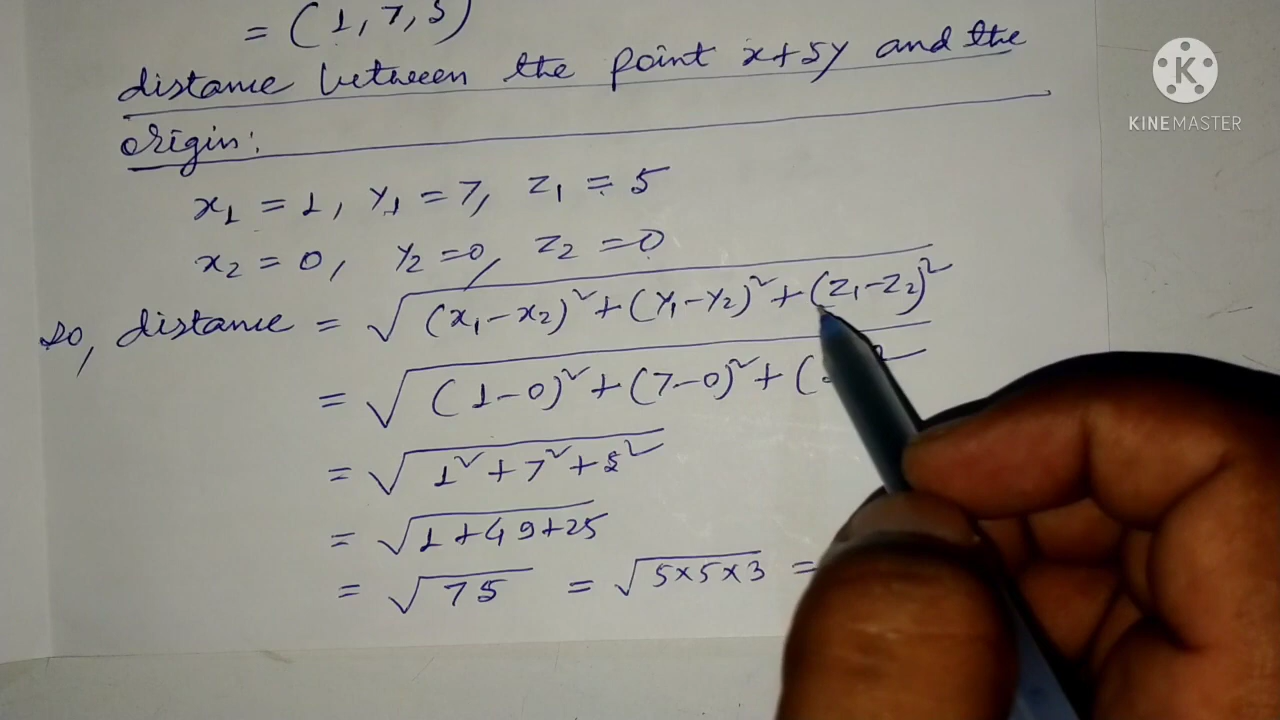 = (1, 7, 5)
distance between the point x+5y and the
origin:
KINEMASTER
x₁ = 1, y₁ = 7, z₁ = 5
x₂ = 0, y₂ = 0, z₂ = 0
so, distance = √(x₁-x₂)²+(y₁-y₂)²+(z₁-z₂)²
= √(1-0)²+(7-0)²+(
= √1²+7²+5²
= √1+49+25
= √75 = √5×5×3 =